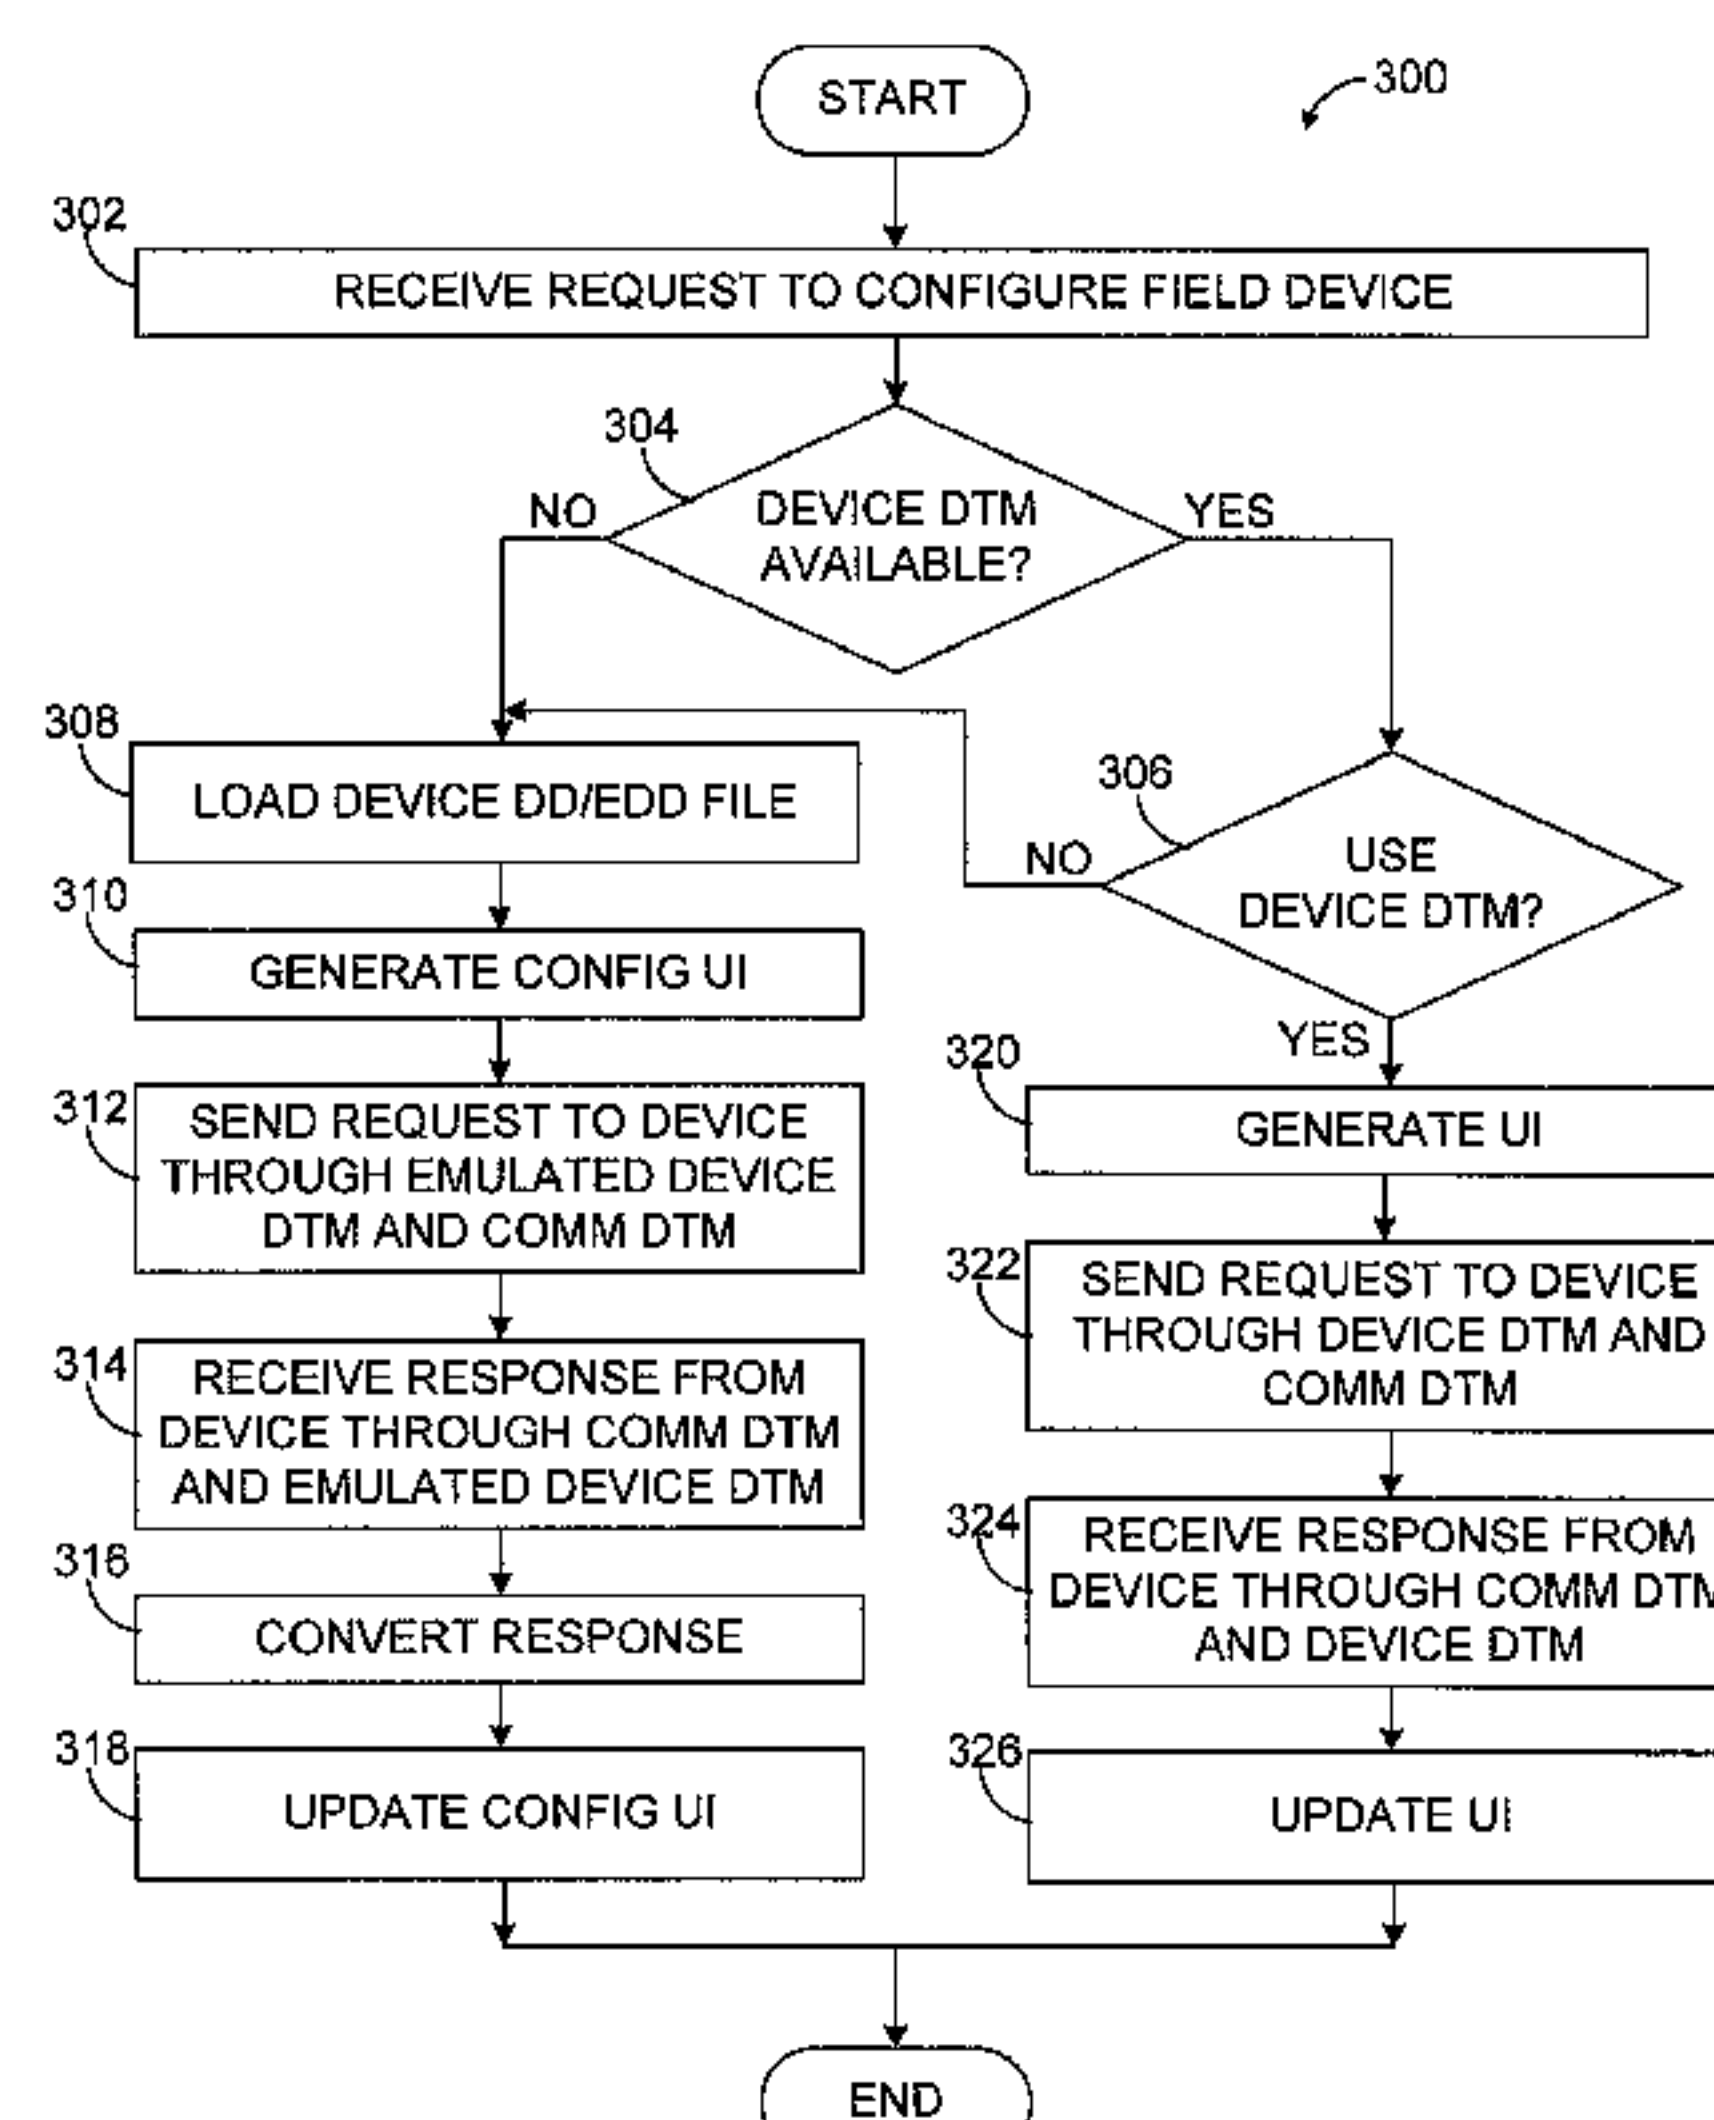 START
300
302
RECEIVE REQUEST TO CONFIGURE FIELD DEVICE
304
NO
DEVICE DTM
AVAILABLE?
YES
308
LOAD DEVICE DD/EDD FILE
306
NO
USE
DEVICE DTM?
YES
310
GENERATE CONFIG UI
312
SEND REQUEST TO DEVICE
THROUGH EMULATED DEVICE
DTM AND COMM DTM
314
RECEIVE RESPONSE FROM
DEVICE THROUGH COMM DTM
AND EMULATED DEVICE DTM
316
CONVERT RESPONSE
318
UPDATE CONFIG UI
320
GENERATE UI
322
SEND REQUEST TO DEVICE
THROUGH DEVICE DTM AND
COMM DTM
324
RECEIVE RESPONSE FROM
DEVICE THROUGH COMM DTM
AND DEVICE DTM
326
UPDATE UI
END